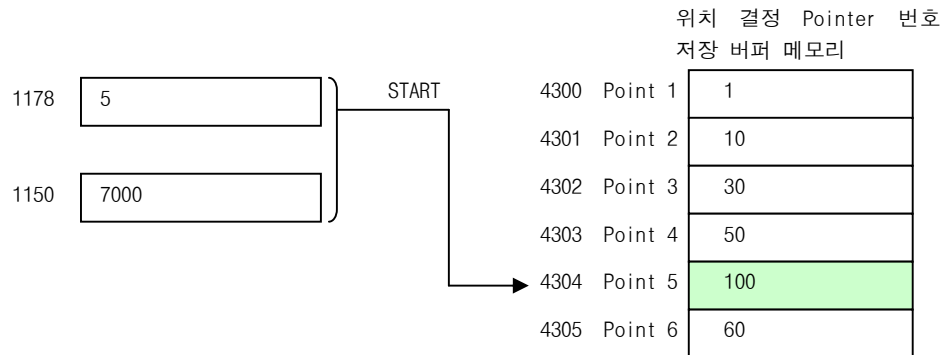 위치 결정 Pointer 번호
저장 버퍼 메모리
1178 5
1150 7000
START
4300 Point 1 1
4301 Point 2 10
4302 Point 3 30
4303 Point 4 50
4304 Point 5 100
4305 Point 6 60